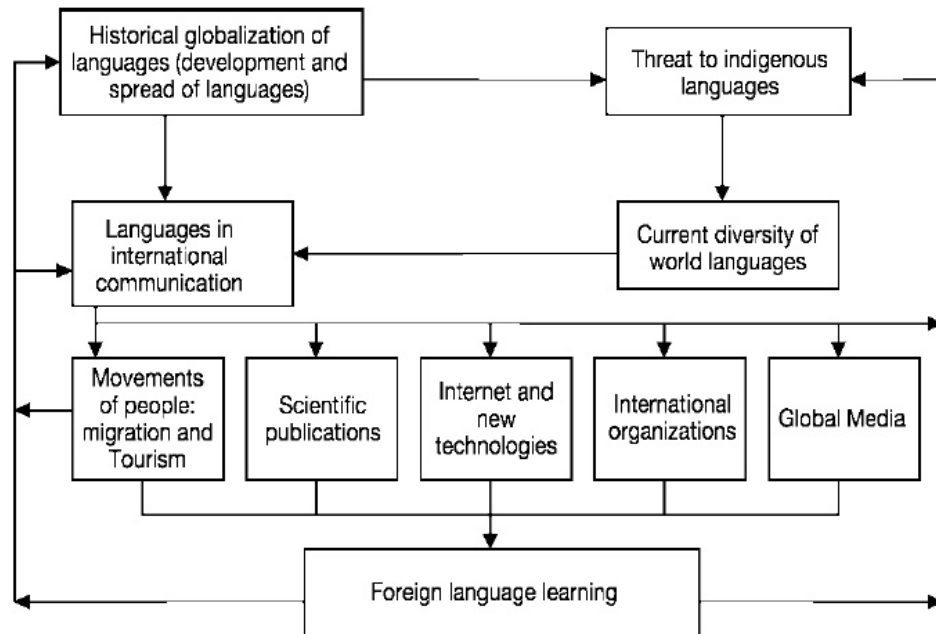 Historical globalization of
languages (development and
spread of languages)
Threat to indigenous
languages
Languages in
international
communication
Current diversity of
world languages
Movements
of people:
migration and
Tourism
Scientific
publications
Internet and
new
technologies
International
organizations
Global Media
Foreign language learning